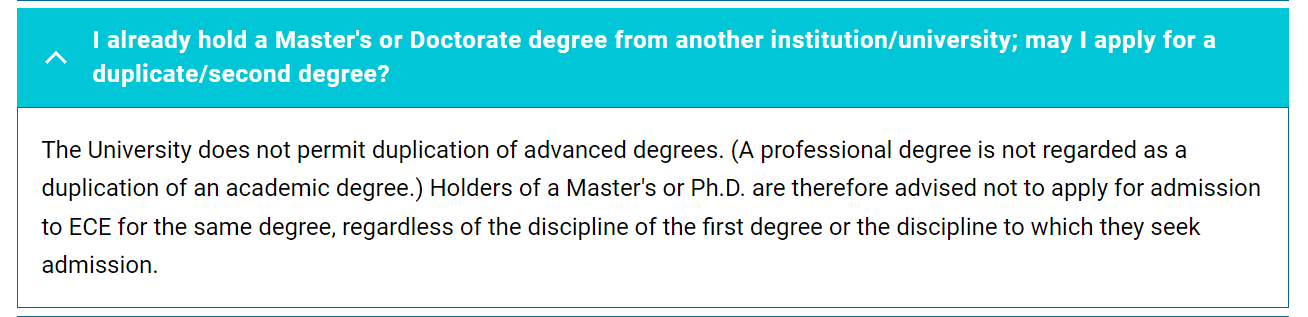 I already hold a Master's or Doctorate degree from another institution/university; may I apply for a
duplicate/second degree?
The University does not permit duplication of advanced degrees. (A professional degree is not regarded as a
duplication of an academic degree.) Holders of a Master's or Ph.D. are therefore advised not to apply for admission
to ECE for the same degree, regardless of the discipline of the first degree or the discipline to which they seek
admission.